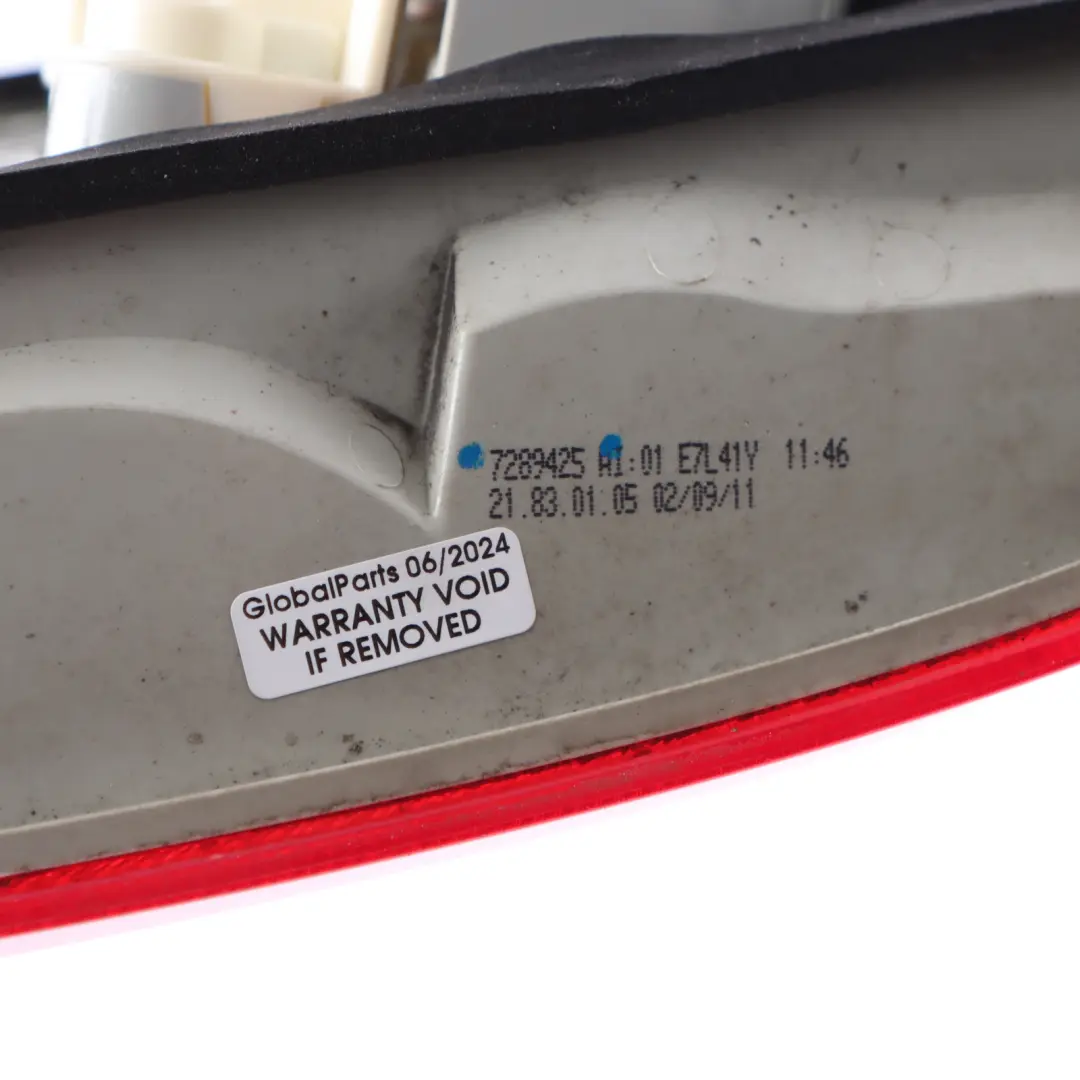 7289425 AI:01 E7L41Y 11:46
21.83.01.05 02/09/11
GlobalParts 06/2024
WARRANTY VOID
IF REMOVED